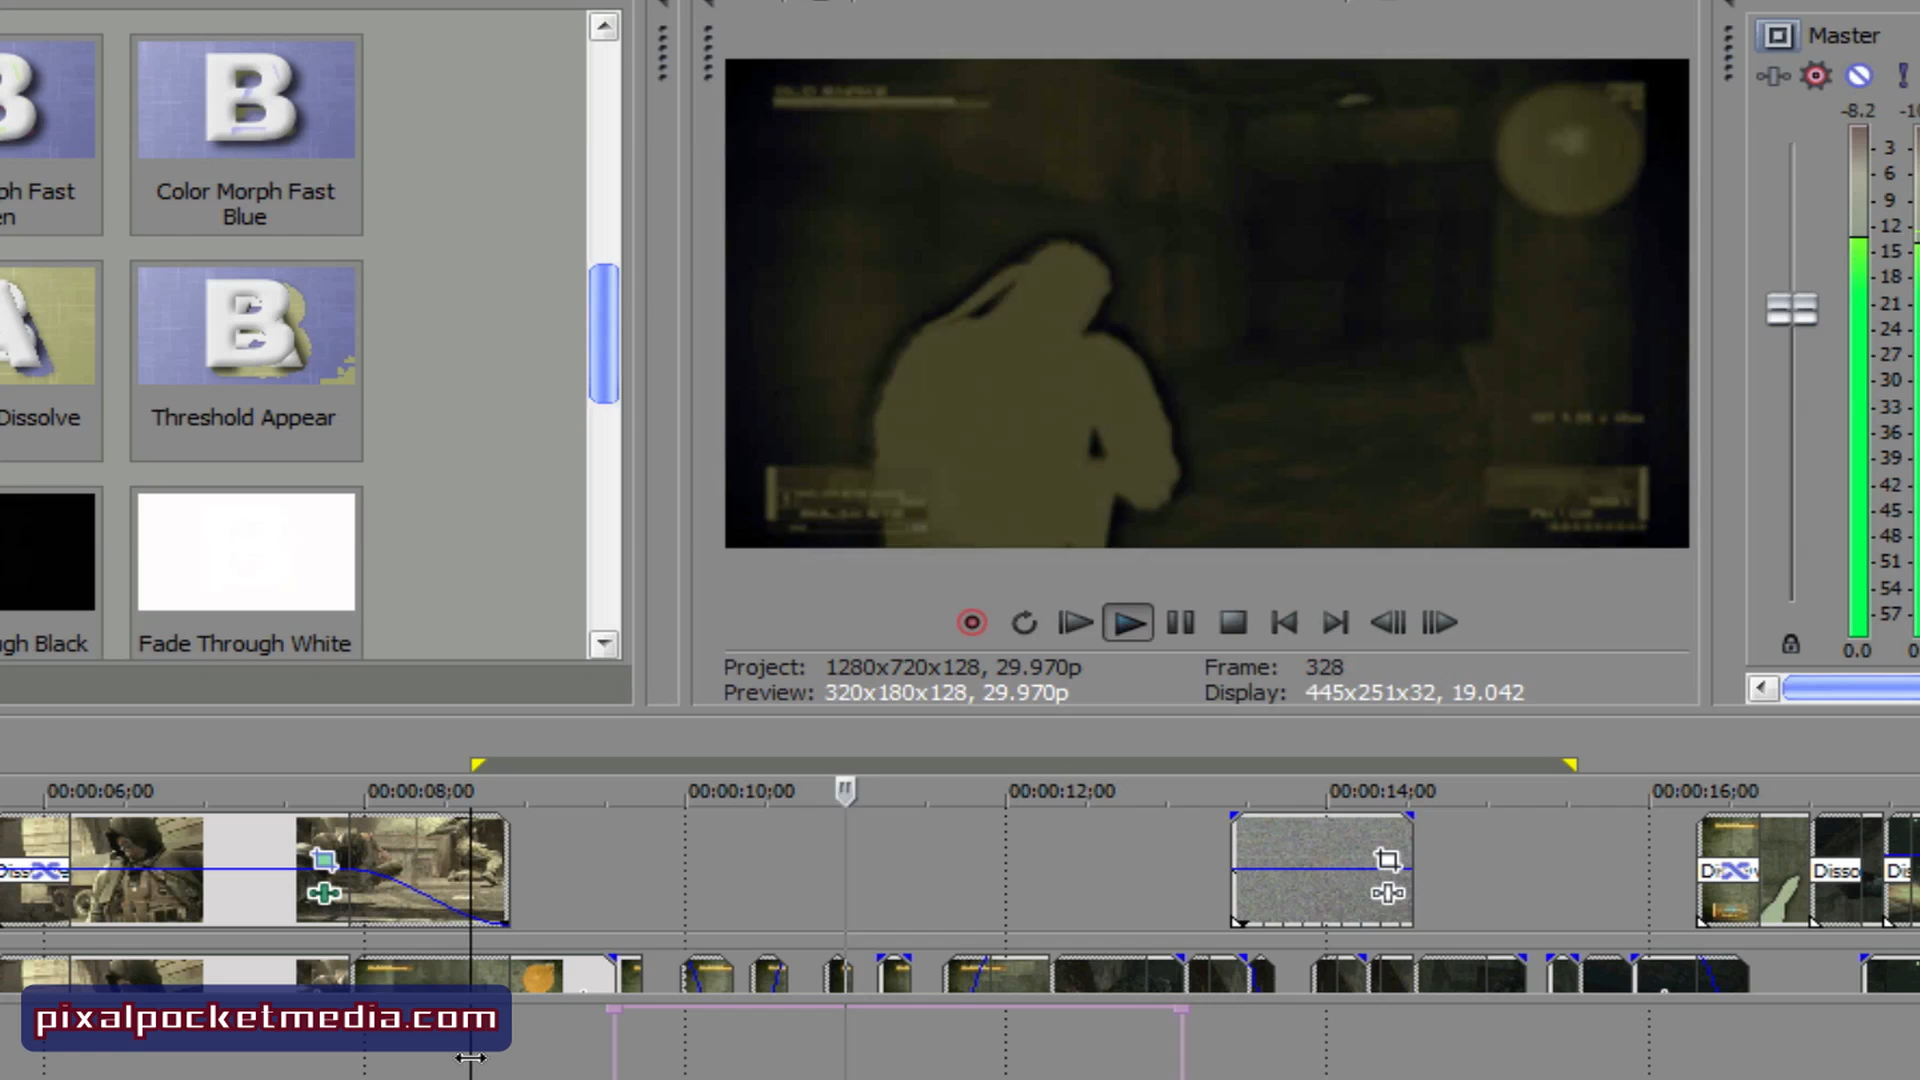 ph Fast
en
Color Morph Fast
Blue
Dissolve
Threshold Appear
ugh Black
Fade Through White
Master
-8.2
-10
3
6
9
12
15
18
21
24
27
30
33
36
39
42
45
48
51
54
57
0.0
0
Project: 1280x720x128, 29.970p
Frame: 328
Preview: 320x180x128, 29.970p
Display: 445x251x32, 19.042
00:00:06;00
00:00:08;00
00:00:10;00
00:00:12;00
00:00:14;00
00:00:16;00
Disso
pixalpocketmedia.com